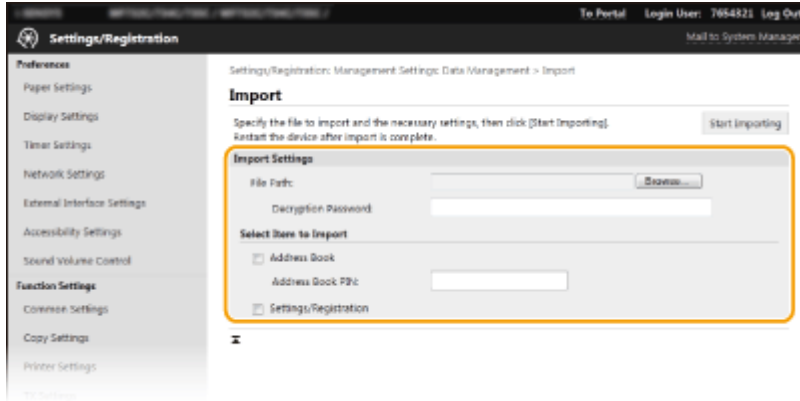 To Portal Login User: 7654321 Log Out
Settings/Registration
Mail to System Manager
Preferences
Paper Settings
Display Settings
Timer Settings
Network Settings
External Interface Settings
Accessibility Settings
Sound Volume Control
Function Settings
Common Settings
Copy Settings
Printer Settings
Settings/Registration: Management Settings: Data Management > Import
Import
Specify the file to import and the necessary settings, then click [Start Importing].
Restart the device after import is complete.
Start Importing
Import Settings
File Path:
Browse...
Decryption Password:
Select Item to Import
Address Book
Address Book PIN:
Settings/Registration